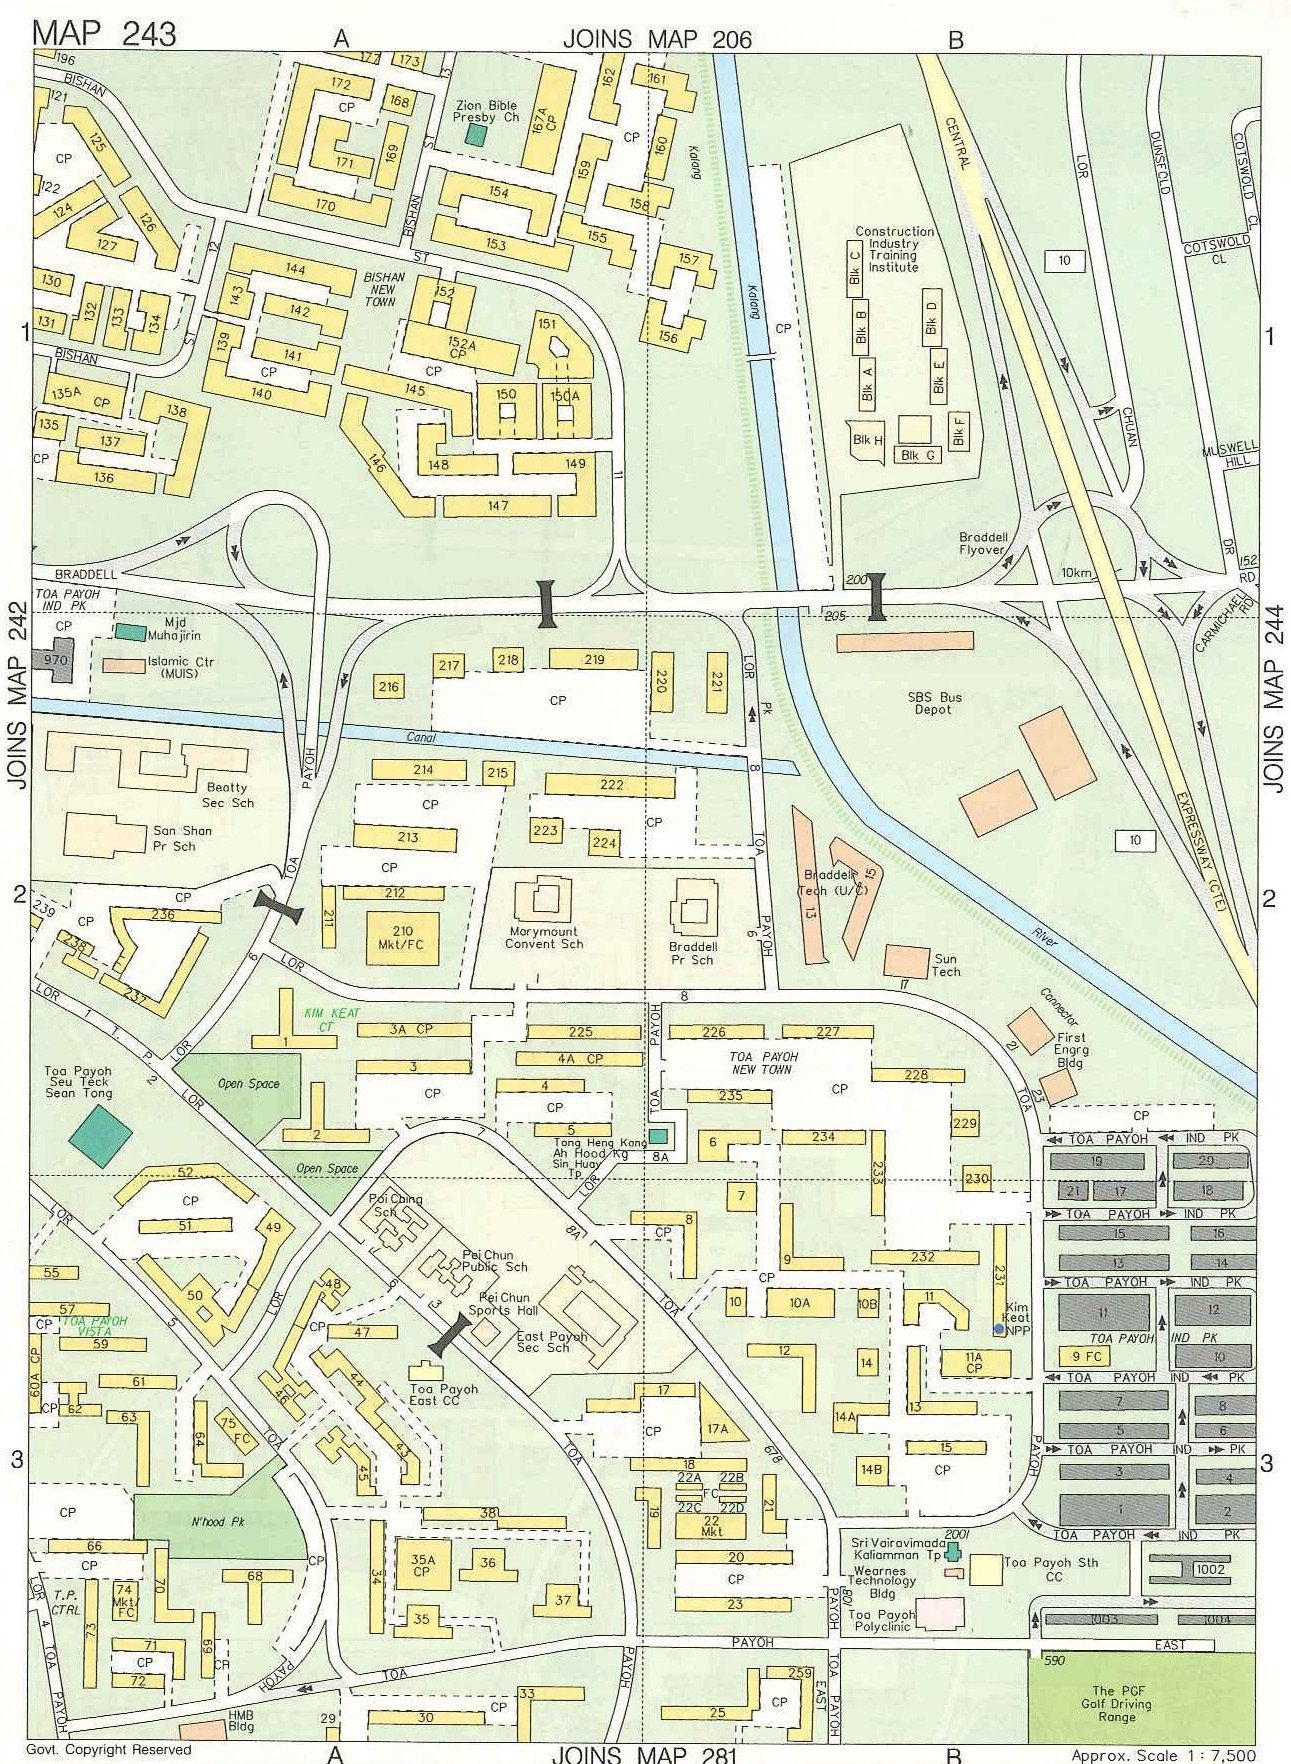 MAP 243
A
JOINS MAP 206
B
196
BISHAN
121
CP
125
122
124
126
127
130
132
133
134
131
BISHAN
135A CP
135
138
137
CP
136
177
173
172
CP
168
171
169
170
13
ST
BISHAN
ST
Zion Bible
Presby Ch
167A
CP
162
161
CP
160
159
154
158
153
155
157
156
12
ST
144
143
142
139
141
CP
140
BISHAN
NEW
TOWN
152
152A
CP
CP
151
145
150
150A
146
148
149
147
11
Kalang
Kalang
CP
Construction
Industry
Training
Institute
Blk C
Blk B
Blk A
Blk D
Blk E
Blk F
Blk H
Blk G
CENTRAL
LOR
DUNSFOLD
COTSWOLD
CL
COTSWOLD
CL
10
CHUAN
MUSWELL
HILL
DR
152
RD
CARMICHAEL
RD
Braddell
Flyover
10km
200
205
1
1
BRADDELL
TOA PAYOH
IND PK
CP
970
Mjd
Muhajirin
Islamic Ctr
(MUIS)
JOINS MAP 242
JOINS MAP 244
217
218
219
216
CP
220
221
LOR
Pk
SBS Bus
Depot
Canal
Beatty
Sec Sch
San Shan
Pr Sch
PAYOH
TOA
214
215
CP
213
CP
212
211
210
Mkt/FC
222
223
224
CP
8
TOA
PAYOH
6
Marymount
Convent Sch
Braddell
Pr Sch
1
Braddell
Tech (U/C)
13
15
Sun
Tech
17
10
EXPRESSWAY (CTE)
River
Connector
21
First
Engrg
Bldg
23
2
2
239
CP
CP
236
238
237
LOR
1
T.
P.
2
LOR
6
LOR
LOR
8
KIM KEAT
CT
1
2
Open Space
Open Space
3A CP
3
CP
225
4A CP
4
CP
5
PAYOH
TOA
226
227
TOA PAYOH
NEW TOWN
CP
228
235
229
234
233
230
TOA
CP
Toa Payoh
Seu Teck
Sean Tong
Tong Heng Kang
Ah Hood Kg
Sin Huay
Tp
8A
LOR
6
7
8
CP
9
232
231
7
8A
TOA
52
CP
51
49
50
LOR
LOR
5
Poi Ching
Sch
Pei Chun
Public Sch
Pei Chun
Sports Hall
East Payoh
Sec Sch
Toa Payoh
East CC
6
3
48
CP
47
46
44
43
45
55
57
CP
TOA PAYOH
VISTA
59
60A CP
61
CP
62
63
64
75
FC
TOA
CP
N'hood Pk
66
CP
68
CP
70
74
Mkt/
FC
73
71
CP
72
69
CP
T.P.
CTRL
LOR
4
TOA
PAYOH
PAYOH
TOA
HMB
Bldg
29
30
33
CP
34
35A
CP
36
35
37
38
TOA
PAYOH
PAYOH
17
CP
17A
18
22A
22B
FC
22C
22D
22
Mkt
19
21
20
CP
23
25
259
CP
CP
10
10A
10B
11
12
14
11A
CP
14A
13
15
14B
CP
678
PAYOH
Kim
Keat
NPP
801
PAYOH
EAST
TOA
PAYOH
2001
Sri Vairavimada
Kaliamman Tp
Wearnes
Technology
Bldg
Toa Payoh
Polyclinic
Toa Payoh Sth
CC
TOA PAYOH IND PK
19
20
21
17
18
TOA PAYOH IND PK
15
16
13
14
TOA PAYOH IND PK
11
12
TOA PAYOH IND PK
9 FC
10
TOA PAYOH IND PK
7
8
5
6
TOA PAYOH IND PK
3
4
1
2
TOA PAYOH IND PK
1002
1003
1004
EAST
590
The PGF
Golf Driving
Range
3
3
Govt. Copyright Reserved
A
JOINS MAP 281
B
Approx. Scale 1 : 7,500